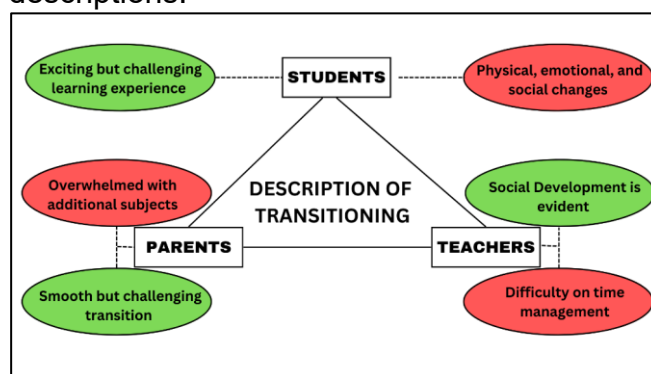 descriptions.
Exciting but challenging
learning experience
STUDENTS
Physical, emotional, and
social changes
Overwhelmed with
additional subjects
DESCRIPTION OF
TRANSITIONING
Social Development is
evident
PARENTS
TEACHERS
Smooth but challenging
transition
Difficulty on time
management